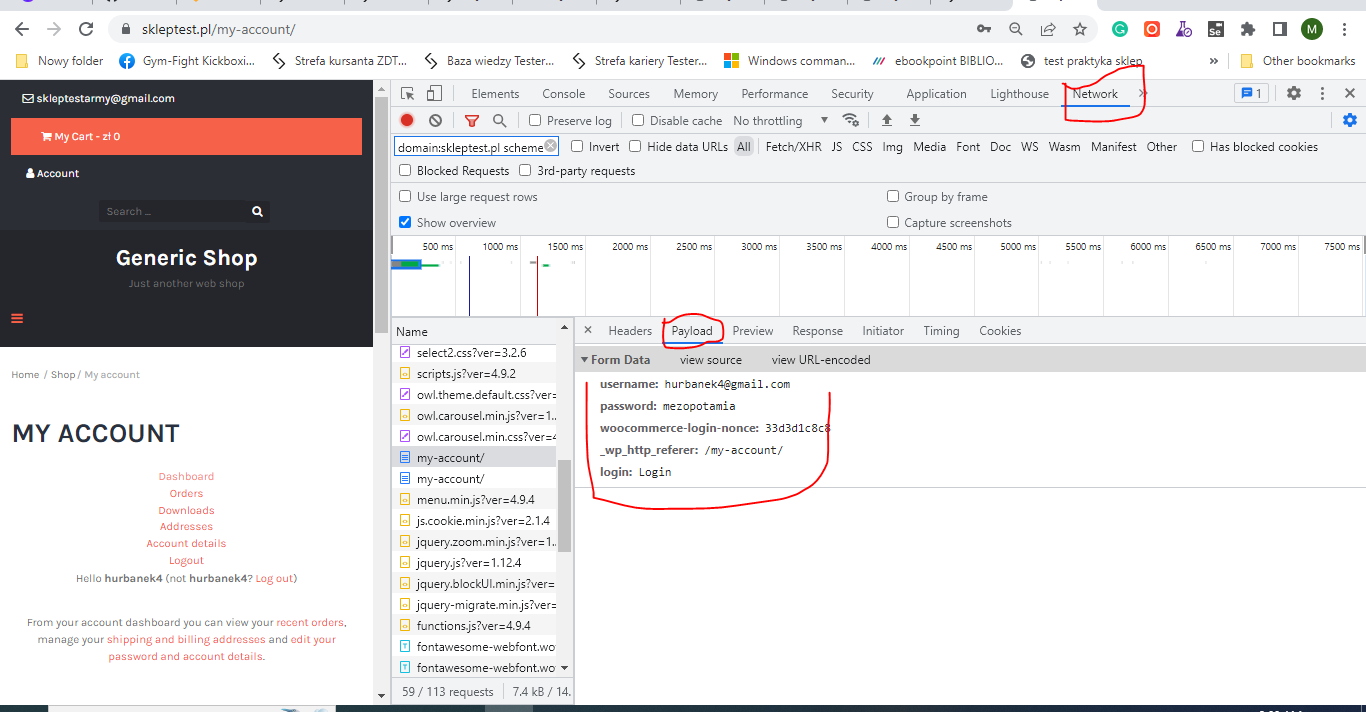 skleptest.pl/my-account/
M
Nowy folder
Gym-Fight Kickboxi...
Strefa kursanta ZDT...
Baza wiedzy Tester...
Strefa kariery Tester...
Windows comman...
ebookpoint BIBLIO...
test praktyka sklep
»
Other bookmarks
skleptestarmy@gmail.com
My Cart - zł 0
Account
Search ...
Generic Shop
Just another web shop
Home / Shop / My account
MY ACCOUNT
Dashboard
Orders
Downloads
Addresses
Account details
Logout
Hello hurbanek4 (not hurbanek4? Log out)
From your account dashboard you can view your recent orders,
manage your shipping and billing addresses and edit your
password and account details.
Elements Console Sources Memory Performance Security Application Lighthouse Network » 1
Preserve log Disable cache No throttling
domain:skleptest.pl scheme Invert Hide data URLs All Fetch/XHR JS CSS Img Media Font Doc WS Wasm Manifest Other Has blocked cookies
Blocked Requests 3rd-party requests
Use large request rows Group by frame
Show overview Capture screenshots
500 ms 1000 ms 1500 ms 2000 ms 2500 ms 3000 ms 3500 ms 4000 ms 4500 ms 5000 ms 5500 ms 6000 ms 6500 ms 7000 ms 7500 ms
Name
select2.css?ver=3.2.6
scripts.js?ver=4.9.2
owl.theme.default.css?ver=
owl.carousel.min.js?ver=1..
owl.carousel.min.css?ver=4
my-account/
my-account/
menu.min.js?ver=4.9.4
js.cookie.min.js?ver=2.1.4
jquery.zoom.min.js?ver=1..
jquery.js?ver=1.12.4
jquery.blockUI.min.js?ver=
jquery-migrate.min.js?ver=
functions.js?ver=4.9.4
fontawesome-webfont.wo
fontawesome-webfont.wo
59 / 113 requests 7.4 kB / 14.
Headers Payload Preview Response Initiator Timing Cookies
Form Data view source view URL-encoded
username: hurbanek4@gmail.com
password: mezopotamia
woocommerce-login-nonce: 33d3d1c8c8
_wp_http_referer: /my-account/
login: Login